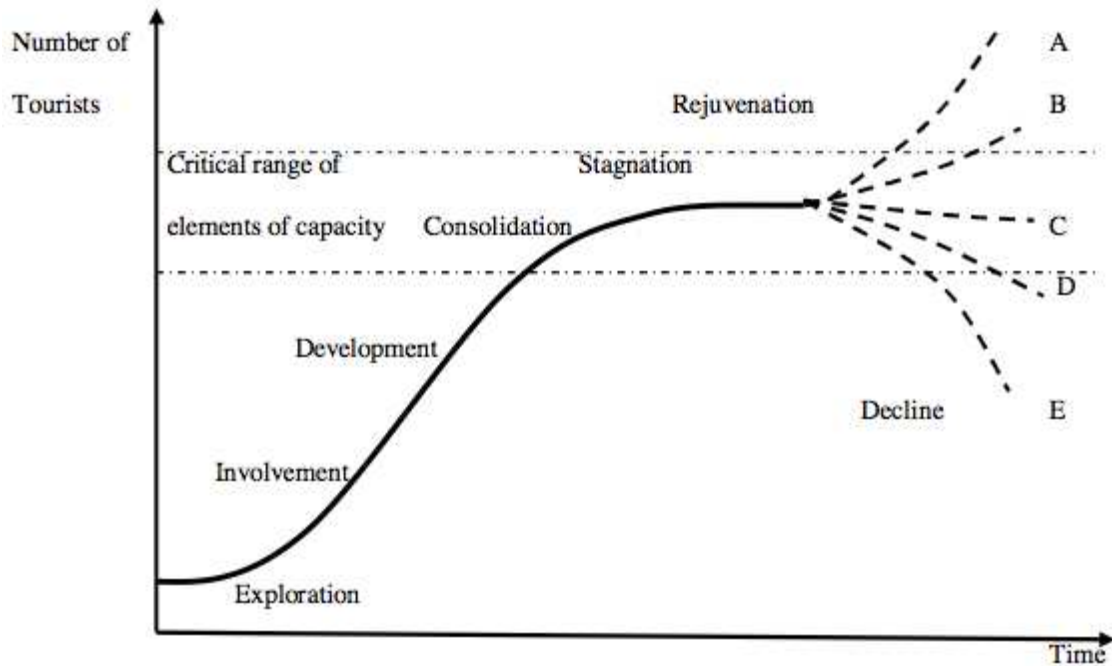 Number of
Tourists
A
Rejuvenation
B
Critical range of
elements of capacity
Stagnation
Consolidation
C
D
Development
Decline
E
Involvement
Exploration
Time